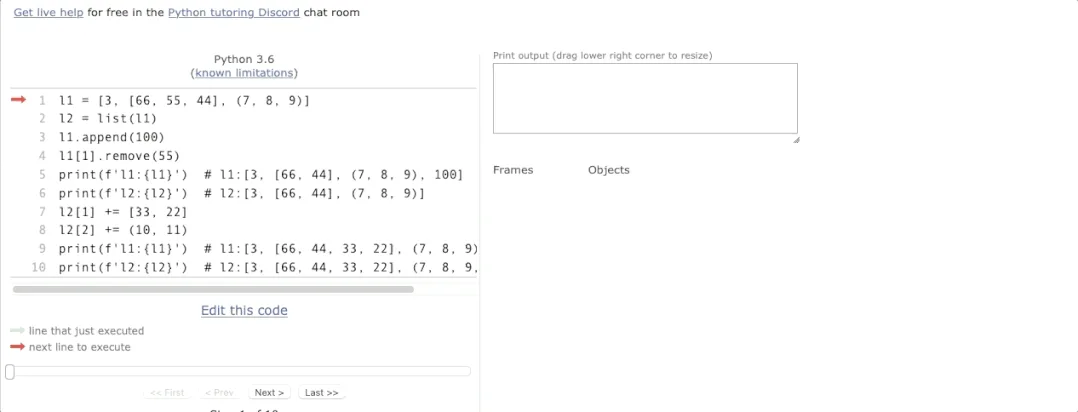 Get live help for free in the Python tutoring Discord chat room
Python 3.6
(known limitations)
1 l1 = [3, [66, 55, 44], (7, 8, 9)]
2 l2 = list(l1)
3 l1.append(100)
4 l1[1].remove(55)
5 print(f'l1:{l1}')  # l1:[3, [66, 44], (7, 8, 9), 100]
6 print(f'l2:{l2}')  # l2:[3, [66, 44], (7, 8, 9)]
7 l2[1] += [33, 22]
8 l2[2] += (10, 11)
9 print(f'l1:{l1}')  # l1:[3, [66, 44, 33, 22], (7, 8, 9)
10 print(f'l2:{l2}')  # l2:[3, [66, 44, 33, 22], (7, 8, 9,
Edit this code
line that just executed
next line to execute
<< First < Prev Next > Last >>
Print output (drag lower right corner to resize)
Frames Objects